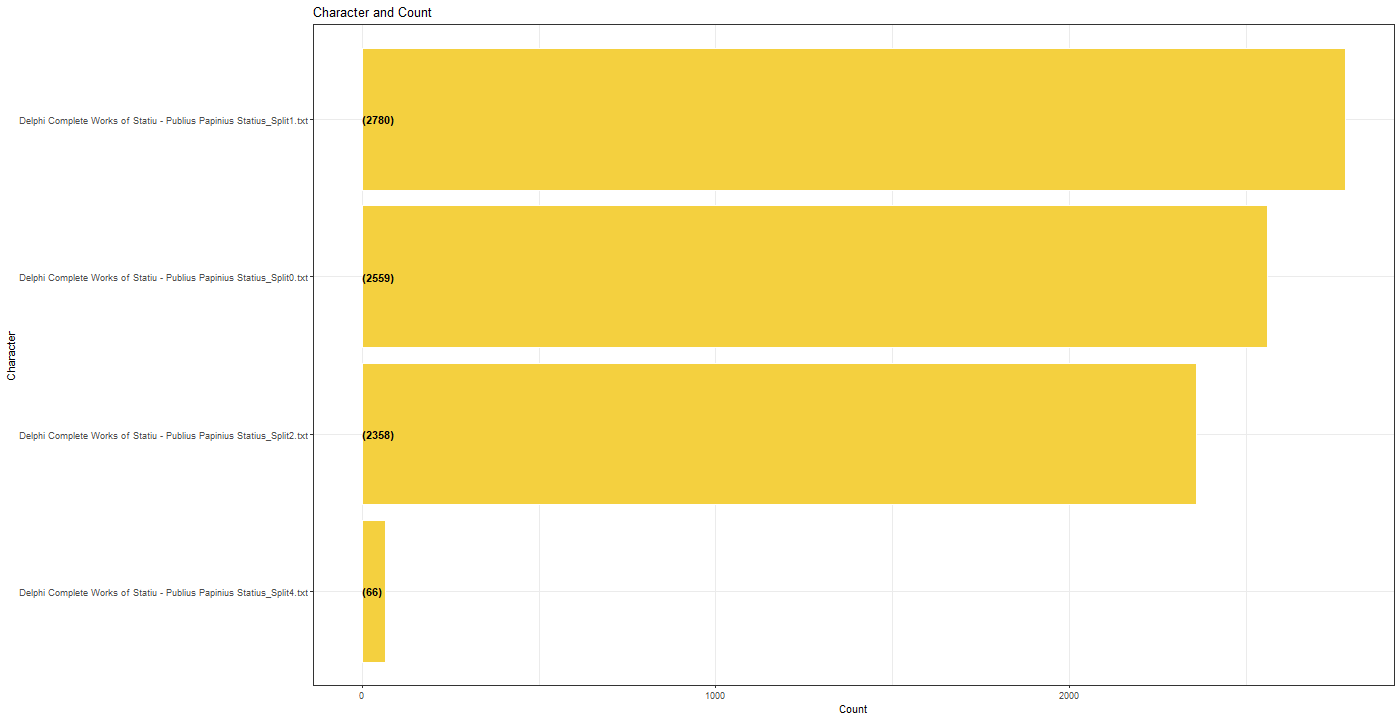 Character and Count
Delphi Complete Works of Statiu - Publius Papinius Statius_Split1.txt
(2780)
Delphi Complete Works of Statiu - Publius Papinius Statius_Split0.txt
(2559)
Character
Delphi Complete Works of Statiu - Publius Papinius Statius_Split2.txt
(2358)
Delphi Complete Works of Statiu - Publius Papinius Statius_Split4.txt
(66)
0 1000 2000
Count